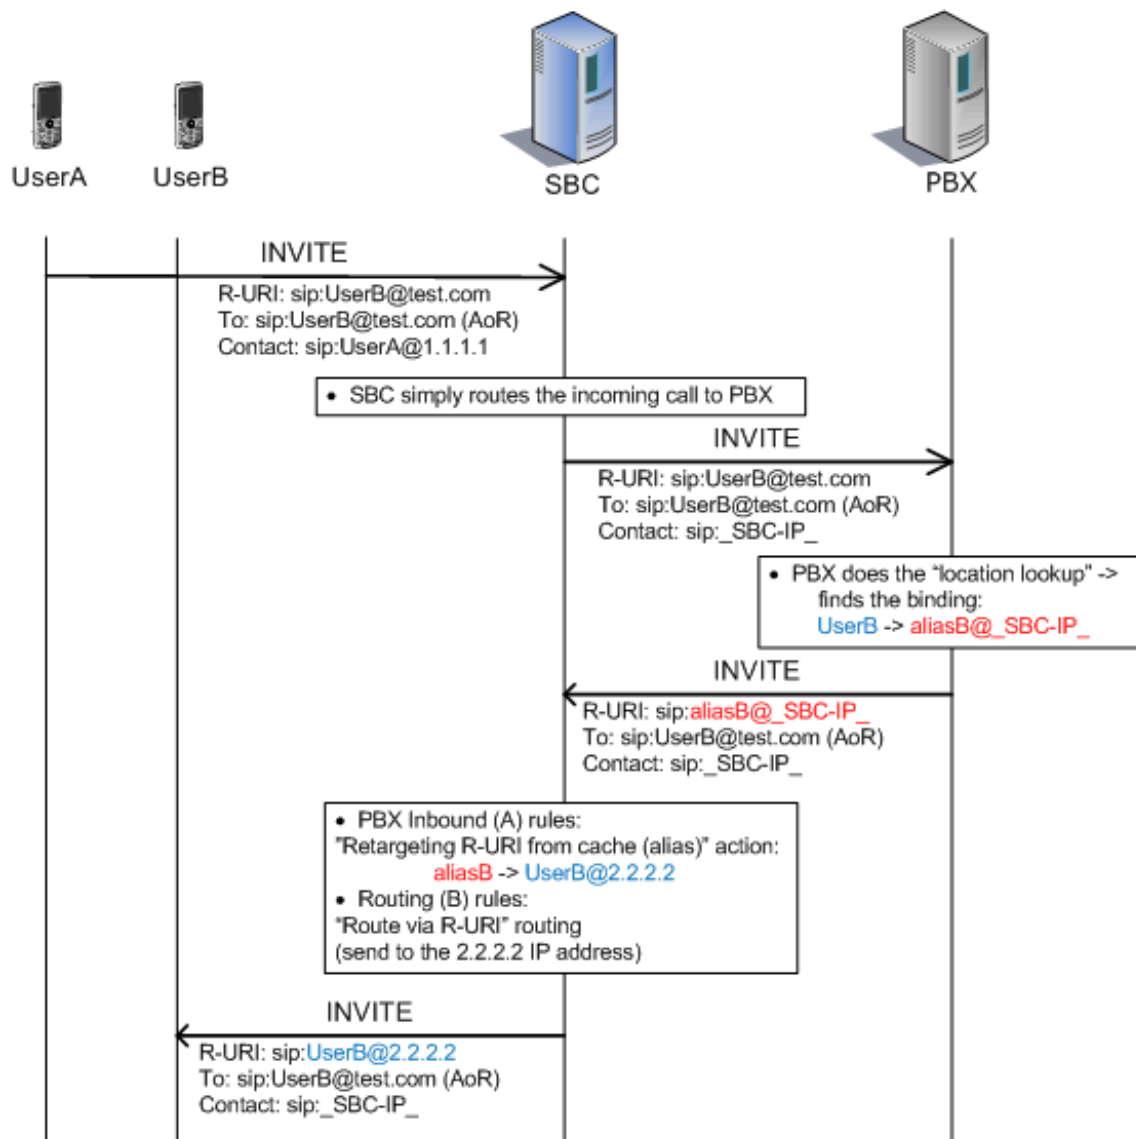 UserA
UserB
SBC
PBX
INVITE
R-URI: sip:UserB@test.com
To: sip:UserB@test.com (AoR)
Contact: sip:UserA@1.1.1.1
• SBC simply routes the incoming call to PBX
INVITE
R-URI: sip:UserB@test.com
To: sip:UserB@test.com (AoR)
Contact: sip:_SBC-IP_
• PBX does the “location lookup” ->
finds the binding:
UserB -> aliasB@_SBC-IP_
INVITE
R-URI: sip:aliasB@_SBC-IP_
To: sip:UserB@test.com (AoR)
Contact: sip:_SBC-IP_
• PBX Inbound (A) rules:
”Retargeting R-URI from cache (alias)” action:
aliasB -> UserB@2.2.2.2
• Routing (B) rules:
“Route via R-URI” routing
(send to the 2.2.2.2 IP address)
INVITE
R-URI: sip:UserB@2.2.2.2
To: sip:UserB@test.com (AoR)
Contact: sip:_SBC-IP_